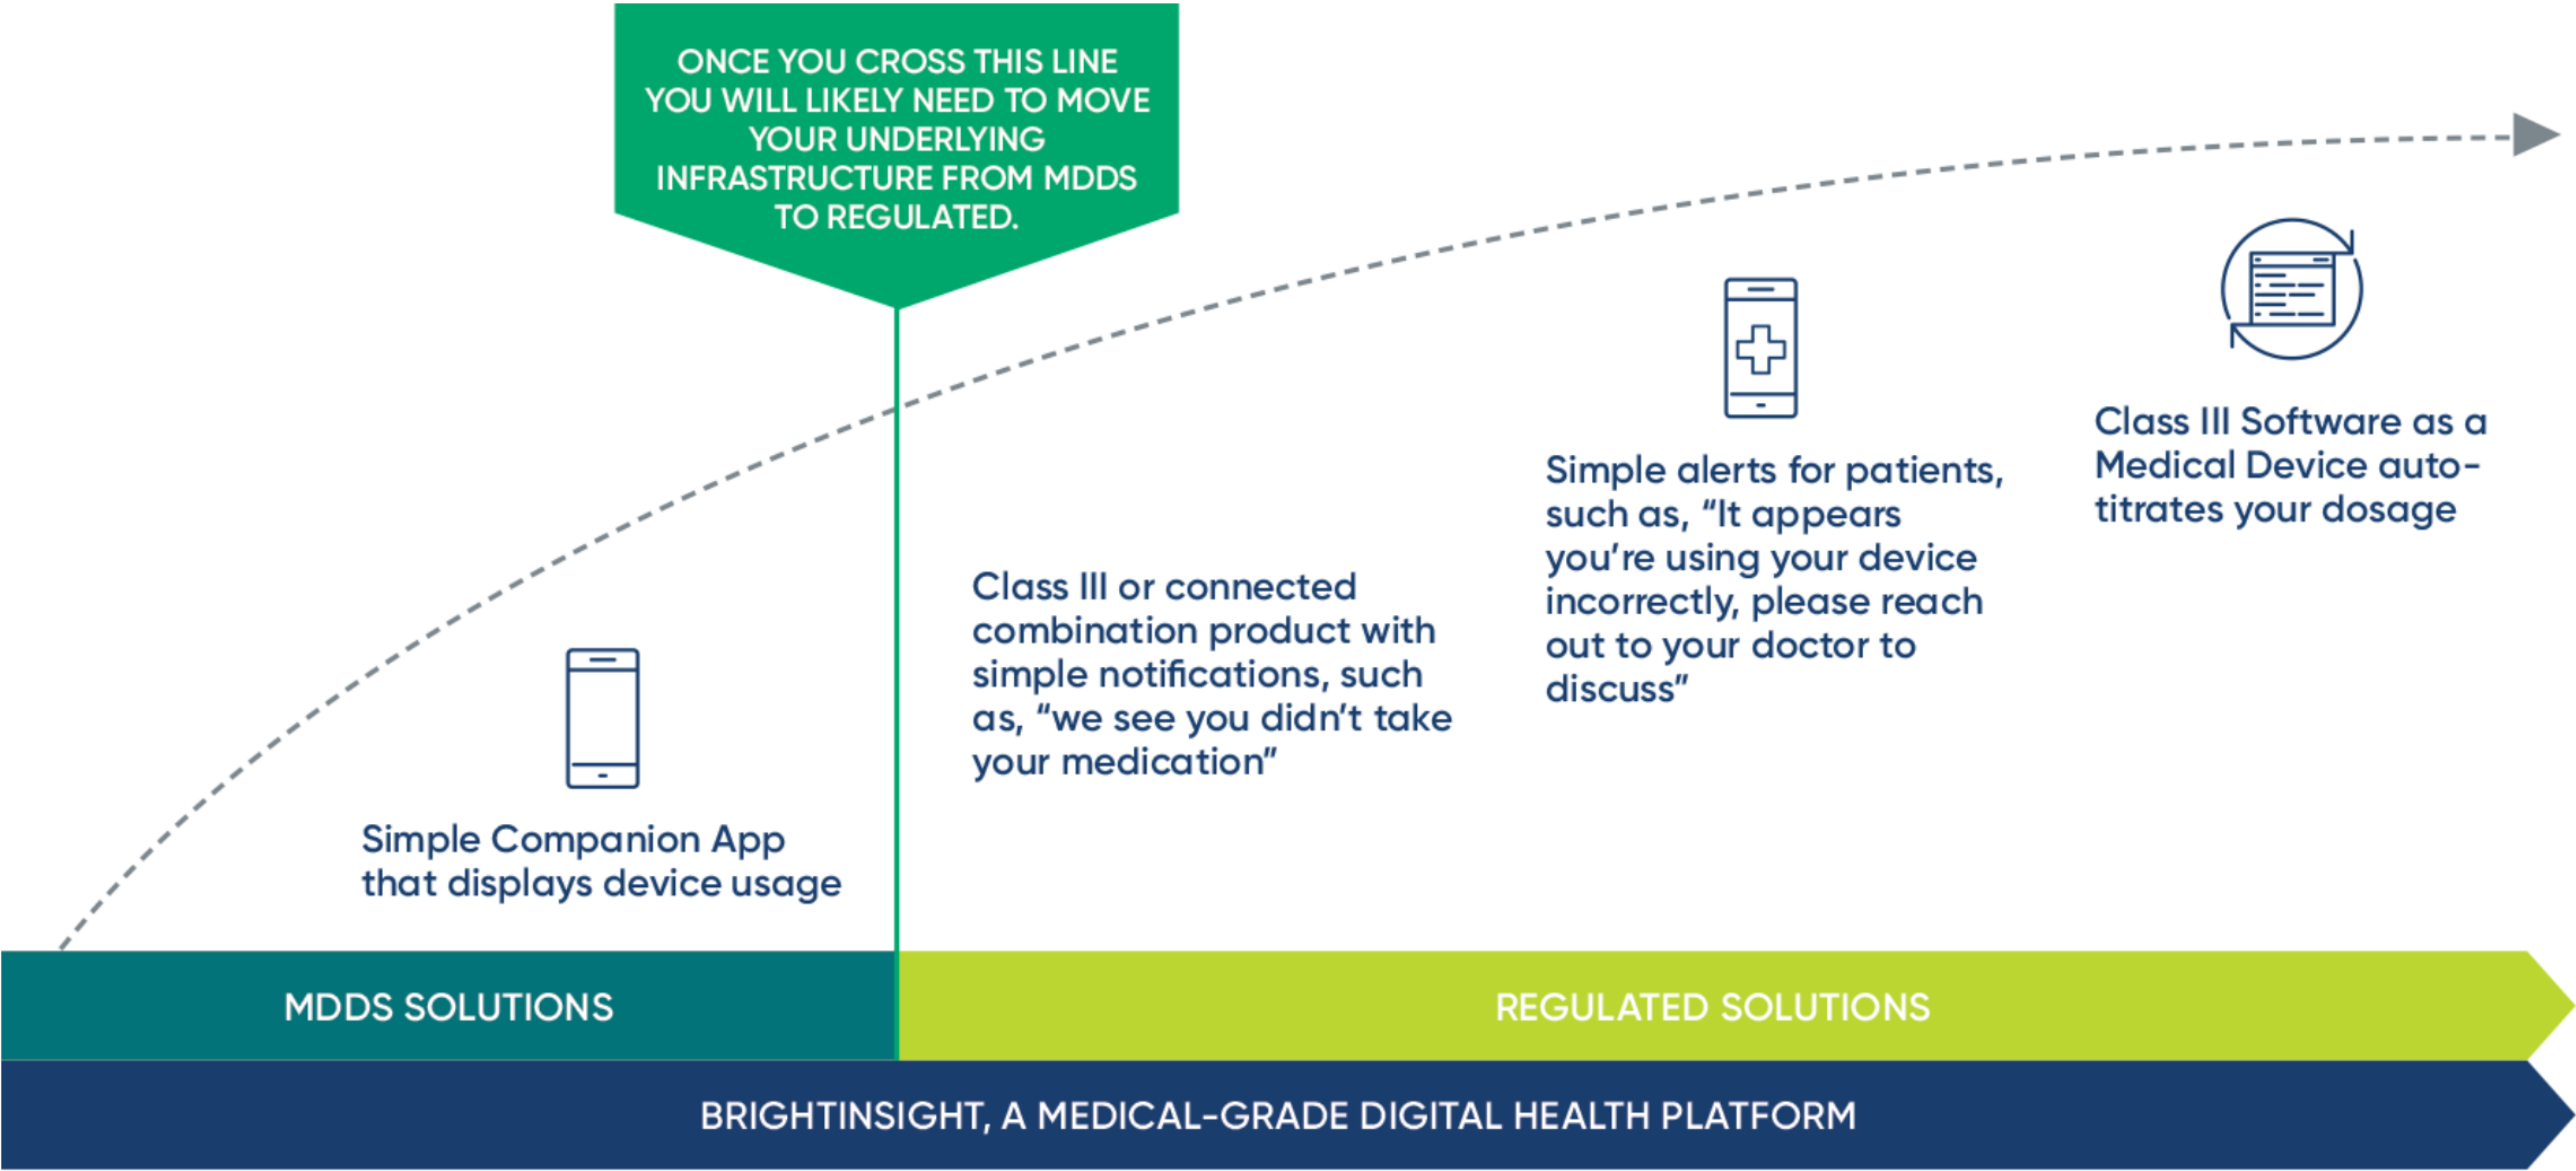 ONCE YOU CROSS THIS LINE
YOU WILL LIKELY NEED TO MOVE
YOUR UNDERLYING
INFRASTRUCTURE FROM MDDS
TO REGULATED.
Simple Companion App
that displays device usage
Class III or connected
combination product with
simple notifications, such
as, “we see you didn’t take
your medication”
Simple alerts for patients,
such as, “It appears
you’re using your device
incorrectly, please reach
out to your doctor to
discuss”
Class III Software as a
Medical Device auto-
titrates your dosage
MDDS SOLUTIONS
REGULATED SOLUTIONS
BRIGHTINSIGHT, A MEDICAL-GRADE DIGITAL HEALTH PLATFORM